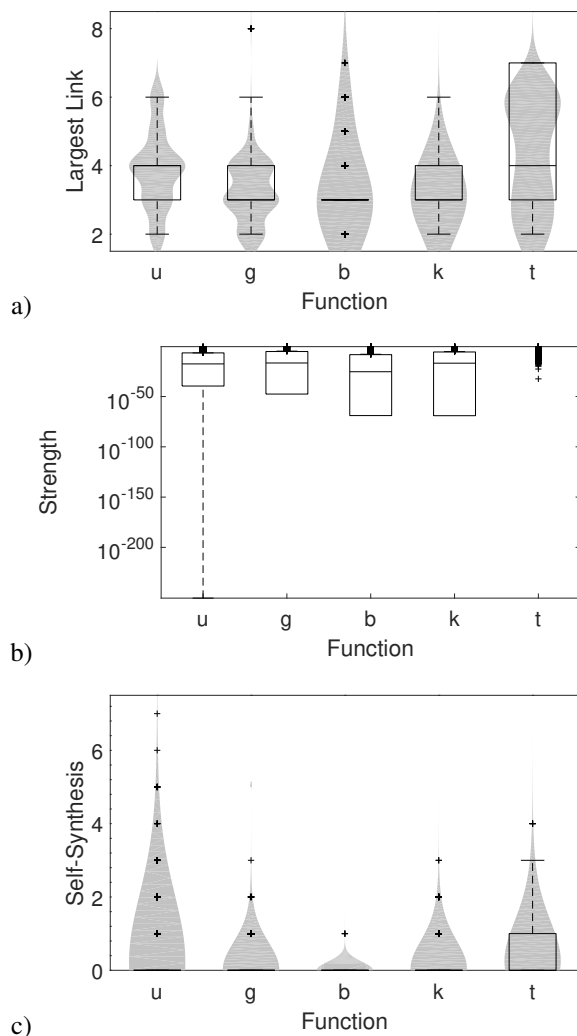 8
6
4
2
Largest Link
u g b k t
Function
a)
10^-50
10^-100
10^-150
10^-200
Strength
u g b k t
Function
b)
6
4
2
0
Self-Synthesis
u g b k t
Function
c)